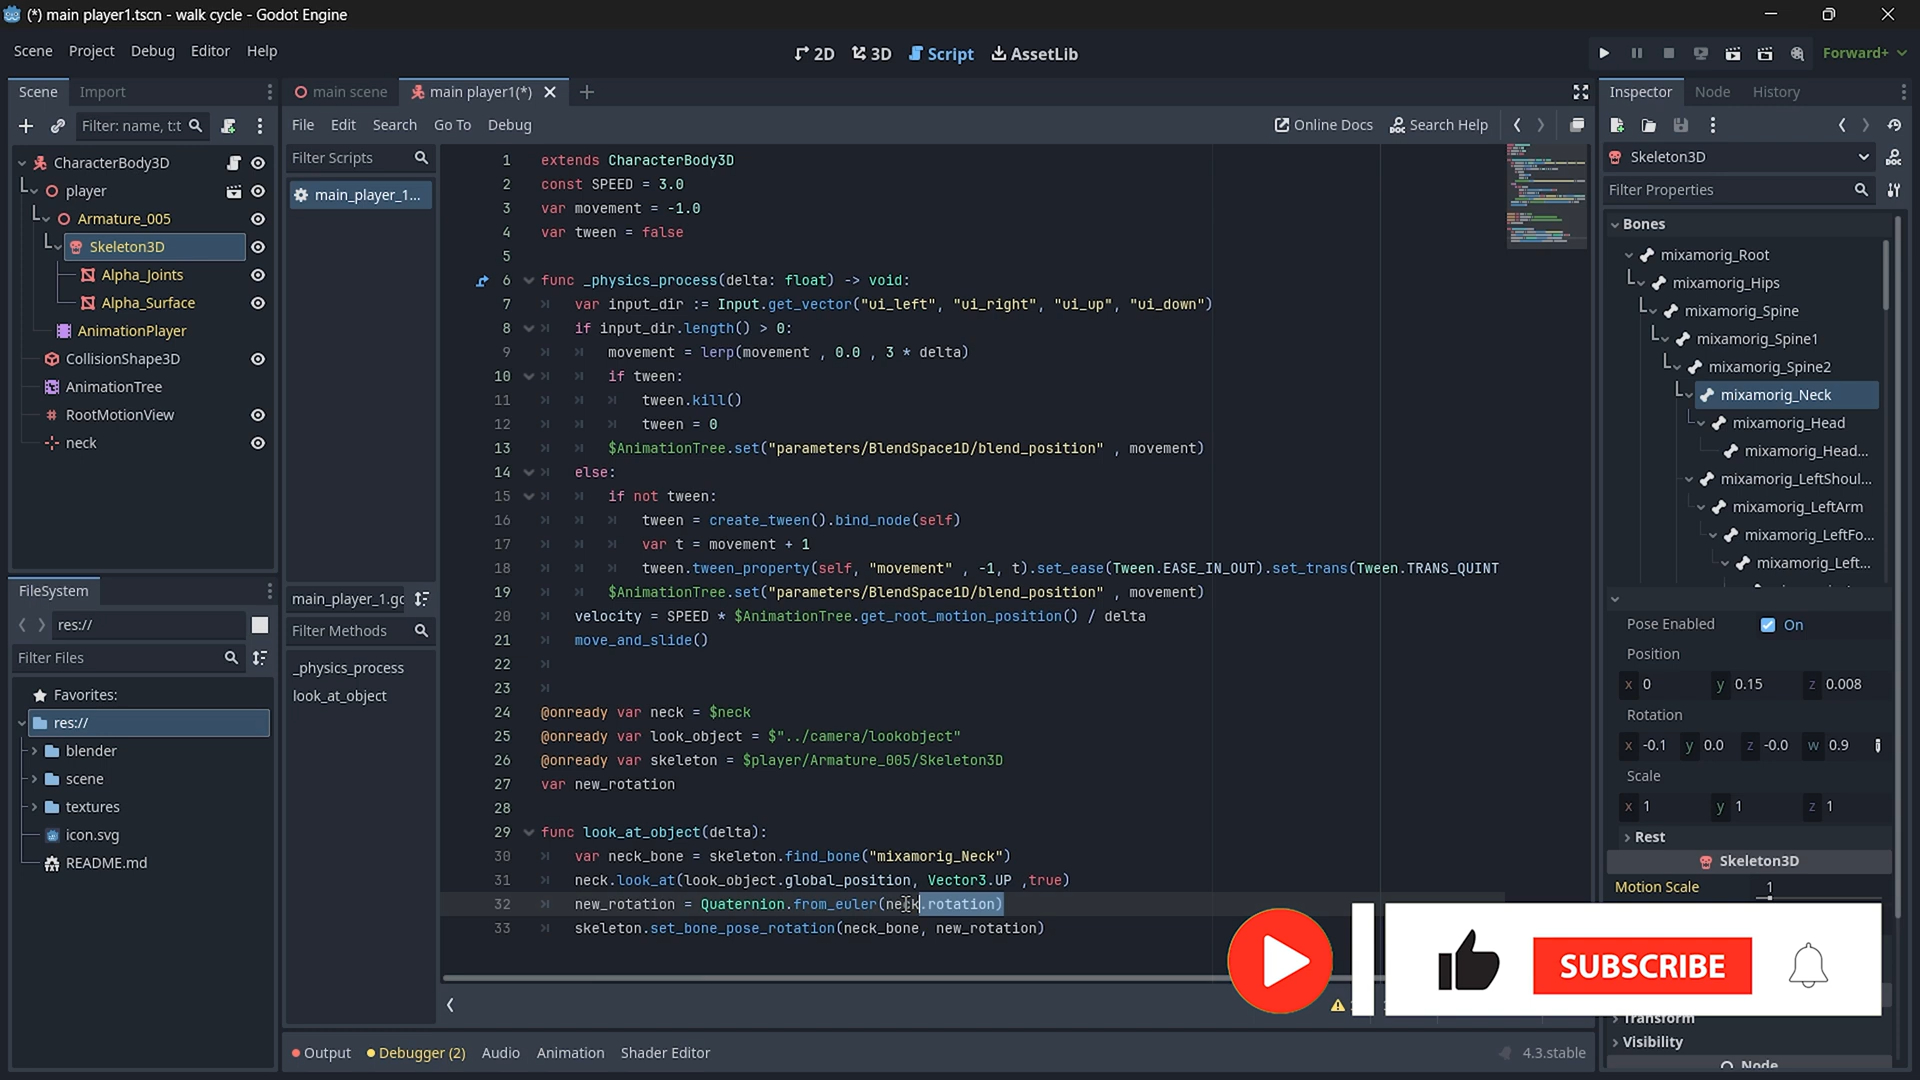 (*) main player1.tscn - walk cycle - Godot Engine
Scene Project Debug Editor Help
2D 3D Script AssetLib
Forward+
Scene Import
main scene main player1(*)
Inspector Node History
Filter: name, t:t
File Edit Search Go To Debug
Online Docs Search Help
CharacterBody3D
player
Armature_005
Skeleton3D
Alpha_Joints
Alpha_Surface
AnimationPlayer
CollisionShape3D
AnimationTree
RootMotionView
neck
FileSystem
res://
Filter Files
Favorites:
res://
blender
scene
textures
icon.svg
README.md
Filter Scripts
main_player_1...
main_player_1.gc
Filter Methods
_physics_process
look_at_object
1 extends CharacterBody3D
2 const SPEED = 3.0
3 var movement = -1.0
4 var tween = false
5
6 func _physics_process(delta: float) -> void:
7 var input_dir := Input.get_vector("ui_left", "ui_right", "ui_up", "ui_down")
8 if input_dir.length() > 0:
9 movement = lerp(movement , 0.0 , 3 * delta)
10 if tween:
11 tween.kill()
12 tween = 0
13 $AnimationTree.set("parameters/BlendSpace1D/blend_position" , movement)
14 else:
15 if not tween:
16 tween = create_tween().bind_node(self)
17 var t = movement + 1
18 tween.tween_property(self, "movement" , -1, t).set_ease(Tween.EASE_IN_OUT).set_trans(Tween.TRANS_QUINT
19 $AnimationTree.set("parameters/BlendSpace1D/blend_position" , movement)
20 velocity = SPEED * $AnimationTree.get_root_motion_position() / delta
21 move_and_slide()
22
23
24 @onready var neck = $neck
25 @onready var look_object = $"../camera/lookobject"
26 @onready var skeleton = $player/Armature_005/Skeleton3D
27 var new_rotation
28
29 func look_at_object(delta):
30 var neck_bone = skeleton.find_bone("mixamorig_Neck")
31 neck.look_at(look_object.global_position, Vector3.UP ,true)
32 new_rotation = Quaternion.from_euler(neck.rotation)
33 skeleton.set_bone_pose_rotation(neck_bone, new_rotation)
Output Debugger (2) Audio Animation Shader Editor
4.3.stable
Skeleton3D
Filter Properties
Bones
mixamorig_Root
mixamorig_Hips
mixamorig_Spine
mixamorig_Spine1
mixamorig_Spine2
mixamorig_Neck
mixamorig_Head
mixamorig_Head...
mixamorig_LeftShoul...
mixamorig_LeftArm
mixamorig_LeftFo...
mixamorig_Left...
Pose Enabled On
Position
x 0 y 0.15 z 0.008
Rotation
x -0.1 y 0.0 z -0.0 w 0.9
Scale
x 1 y 1 z 1
Rest
Skeleton3D
Motion Scale 1
SUBSCRIBE
Transform
Visibility
Node